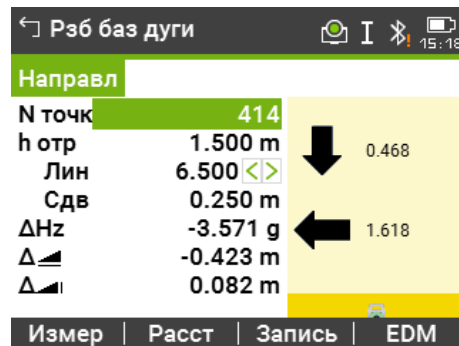 Рзб баз дуги 15:18
Направл
N точк 414
h отр 1.500 m
Лин 6.500
Сдв 0.250 m
ΔHz -3.571 g
Δ -0.423 m
Δ 0.082 m
0.468
1.618
Измер | Расст | Запись | EDM